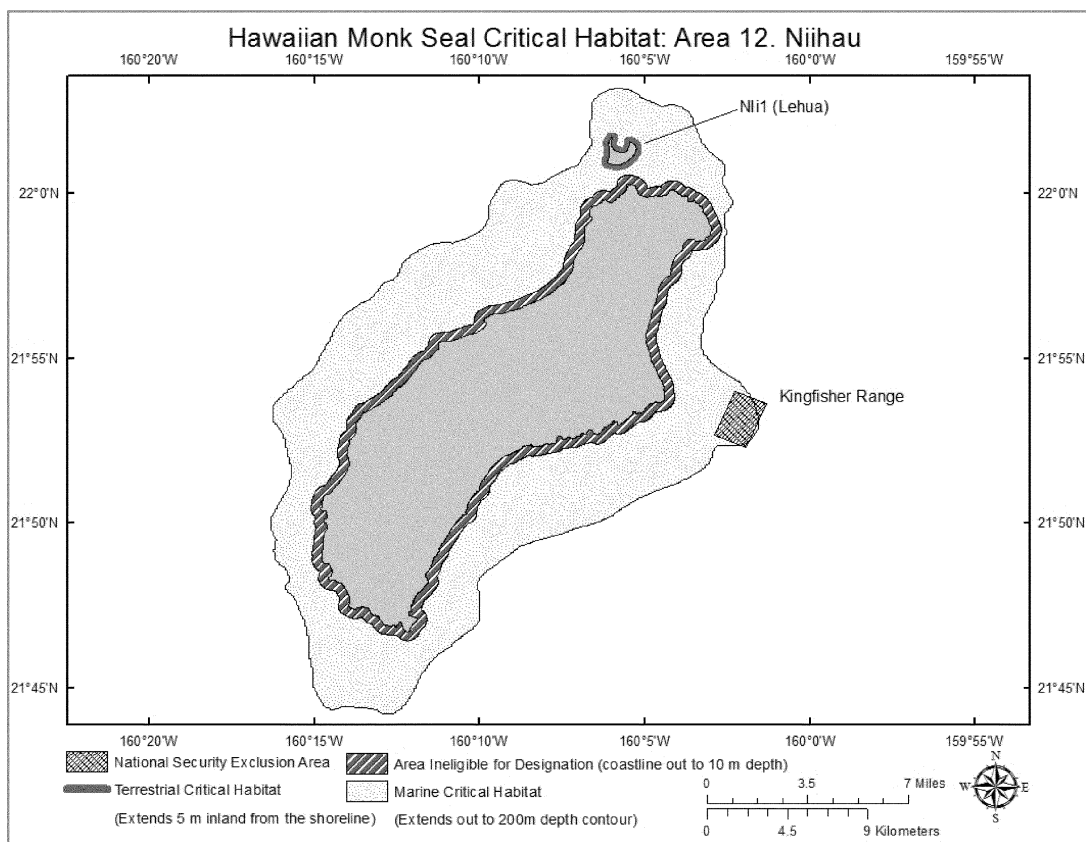 Hawaiian Monk Seal Critical Habitat: Area 12. Niihau
160°20'W 160°15'W 160°10'W 160°5'W 160°0'W 159°55'W
NIi1 (Lehua)
22°0'N 22°0'N
21°55'N 21°55'N
Kingfisher Range
21°50'N 21°50'N
21°45'N 21°45'N
160°20'W 160°15'W 160°10'W 160°5'W 160°0'W 159°55'W
National Security Exclusion Area
Area Ineligible for Designation (coastline out to 10 m depth)
Terrestrial Critical Habitat
(Extends 5 m inland from the shoreline)
Marine Critical Habitat
(Extends out to 200m depth contour)
0 3.5 7 Miles
0 4.5 9 Kilometers
N
W E
S